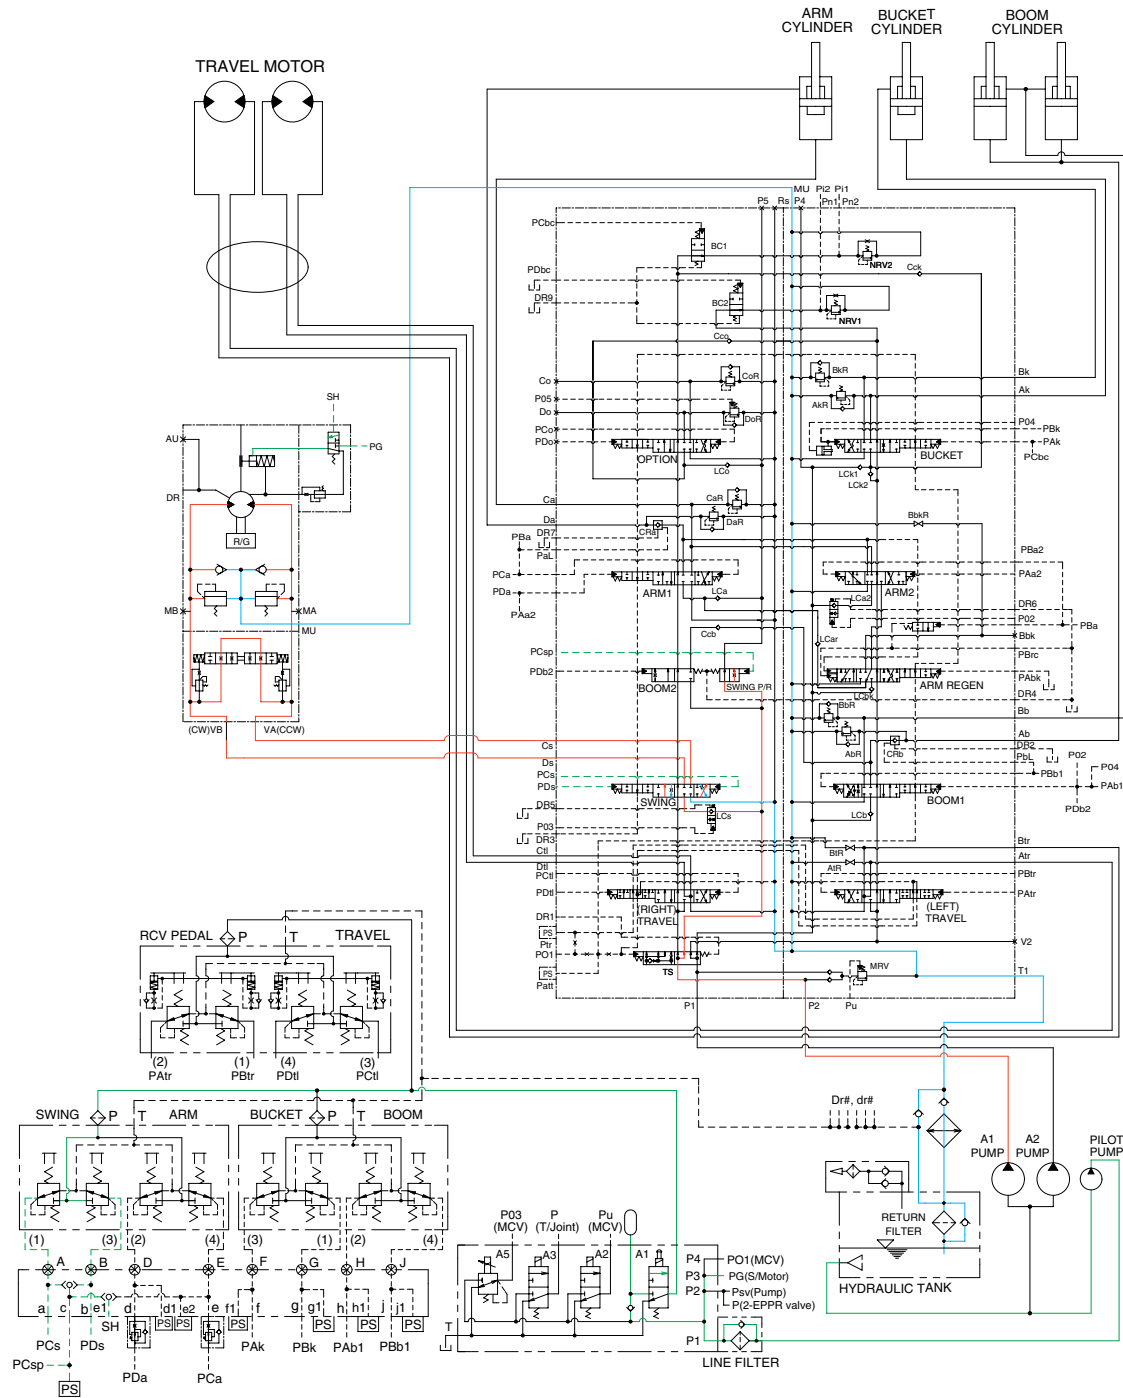 ARM
CYLINDER
BUCKET
CYLINDER
BOOM
CYLINDER
TRAVEL MOTOR
P5 Rs P4
MU Pi2 Pi1
Pn1 Pn2
PCbc
BC1
NRV2
Cck
PDbc
DR9
BC2
NRV1
Cco
Co
CoR
BkR
Bk
AkR
Ak
P05
Do
DoR
PCo
PDo
OPTION
P04
PBk
PAk
PCbc
BUCKET
LCo
LCk1
LCk2
SH
AU
PG
DR
R/G
MB
MA
MU
(CW)VB
VA(CCW)
Ca
CaR
Da
DaR
CRa
DR7
PBa
PaL
PCa
PDa
PAa2
ARM1
LCa
BbkR
PBa2
PAa2
ARM2
LCa2
DR6
P02
PBa
LCar
Bbk
PBrc
PAbk
ARM REGEN
LCbk
DR4
Ccb
PCsp
PDb2
BOOM2
SWING P/R
BbR
Bb
AbR
CRb
Ab
DR2
PbL
P02
P04
PBb1
PAb1
PDb2
BOOM1
LCb
Cs
Ds
PCs
PDs
SWING
DR5
LCs
P03
DR3
Ctl
Dtl
PCtl
PDtl
(RIGHT)
TRAVEL
BtR
Btr
AtR
Atr
PBtr
PAtr
(LEFT)
TRAVEL
DR1
PS
Ptr
PO1
PS
Patt
TS
V2
MRV
T1
P1
P2
Pu
RCV PEDAL
P
T
TRAVEL
(2)
PAtr
(1)
PBtr
(4)
PDtl
(3)
PCtl
SWING
P
T
ARM
BUCKET
P
T
BOOM
(1)
(3)
(2)
(4)
(3)
(1)
(2)
(4)
A
B
D
E
F
G
H
J
a
c
b
e1
d
d1
e2
e
f1
f
g
g1
h
h1
j
j1
SH
PS
PS
PS
PS
PS
PS
PCs
PDs
PAk
PBk
PAb1
PBb1
PCsp
PS
PDa
PCa
P03
(MCV)
P
(T/Joint)
Pu
(MCV)
A5
A3
A2
A1
T
P4
PO1(MCV)
P3
PG(S/Motor)
P2
Psv(Pump)
P(2-EPPR valve)
P1
LINE FILTER
Dr#, dr#
A1
PUMP
A2
PUMP
PILOT
PUMP
RETURN
FILTER
HYDRAULIC TANK